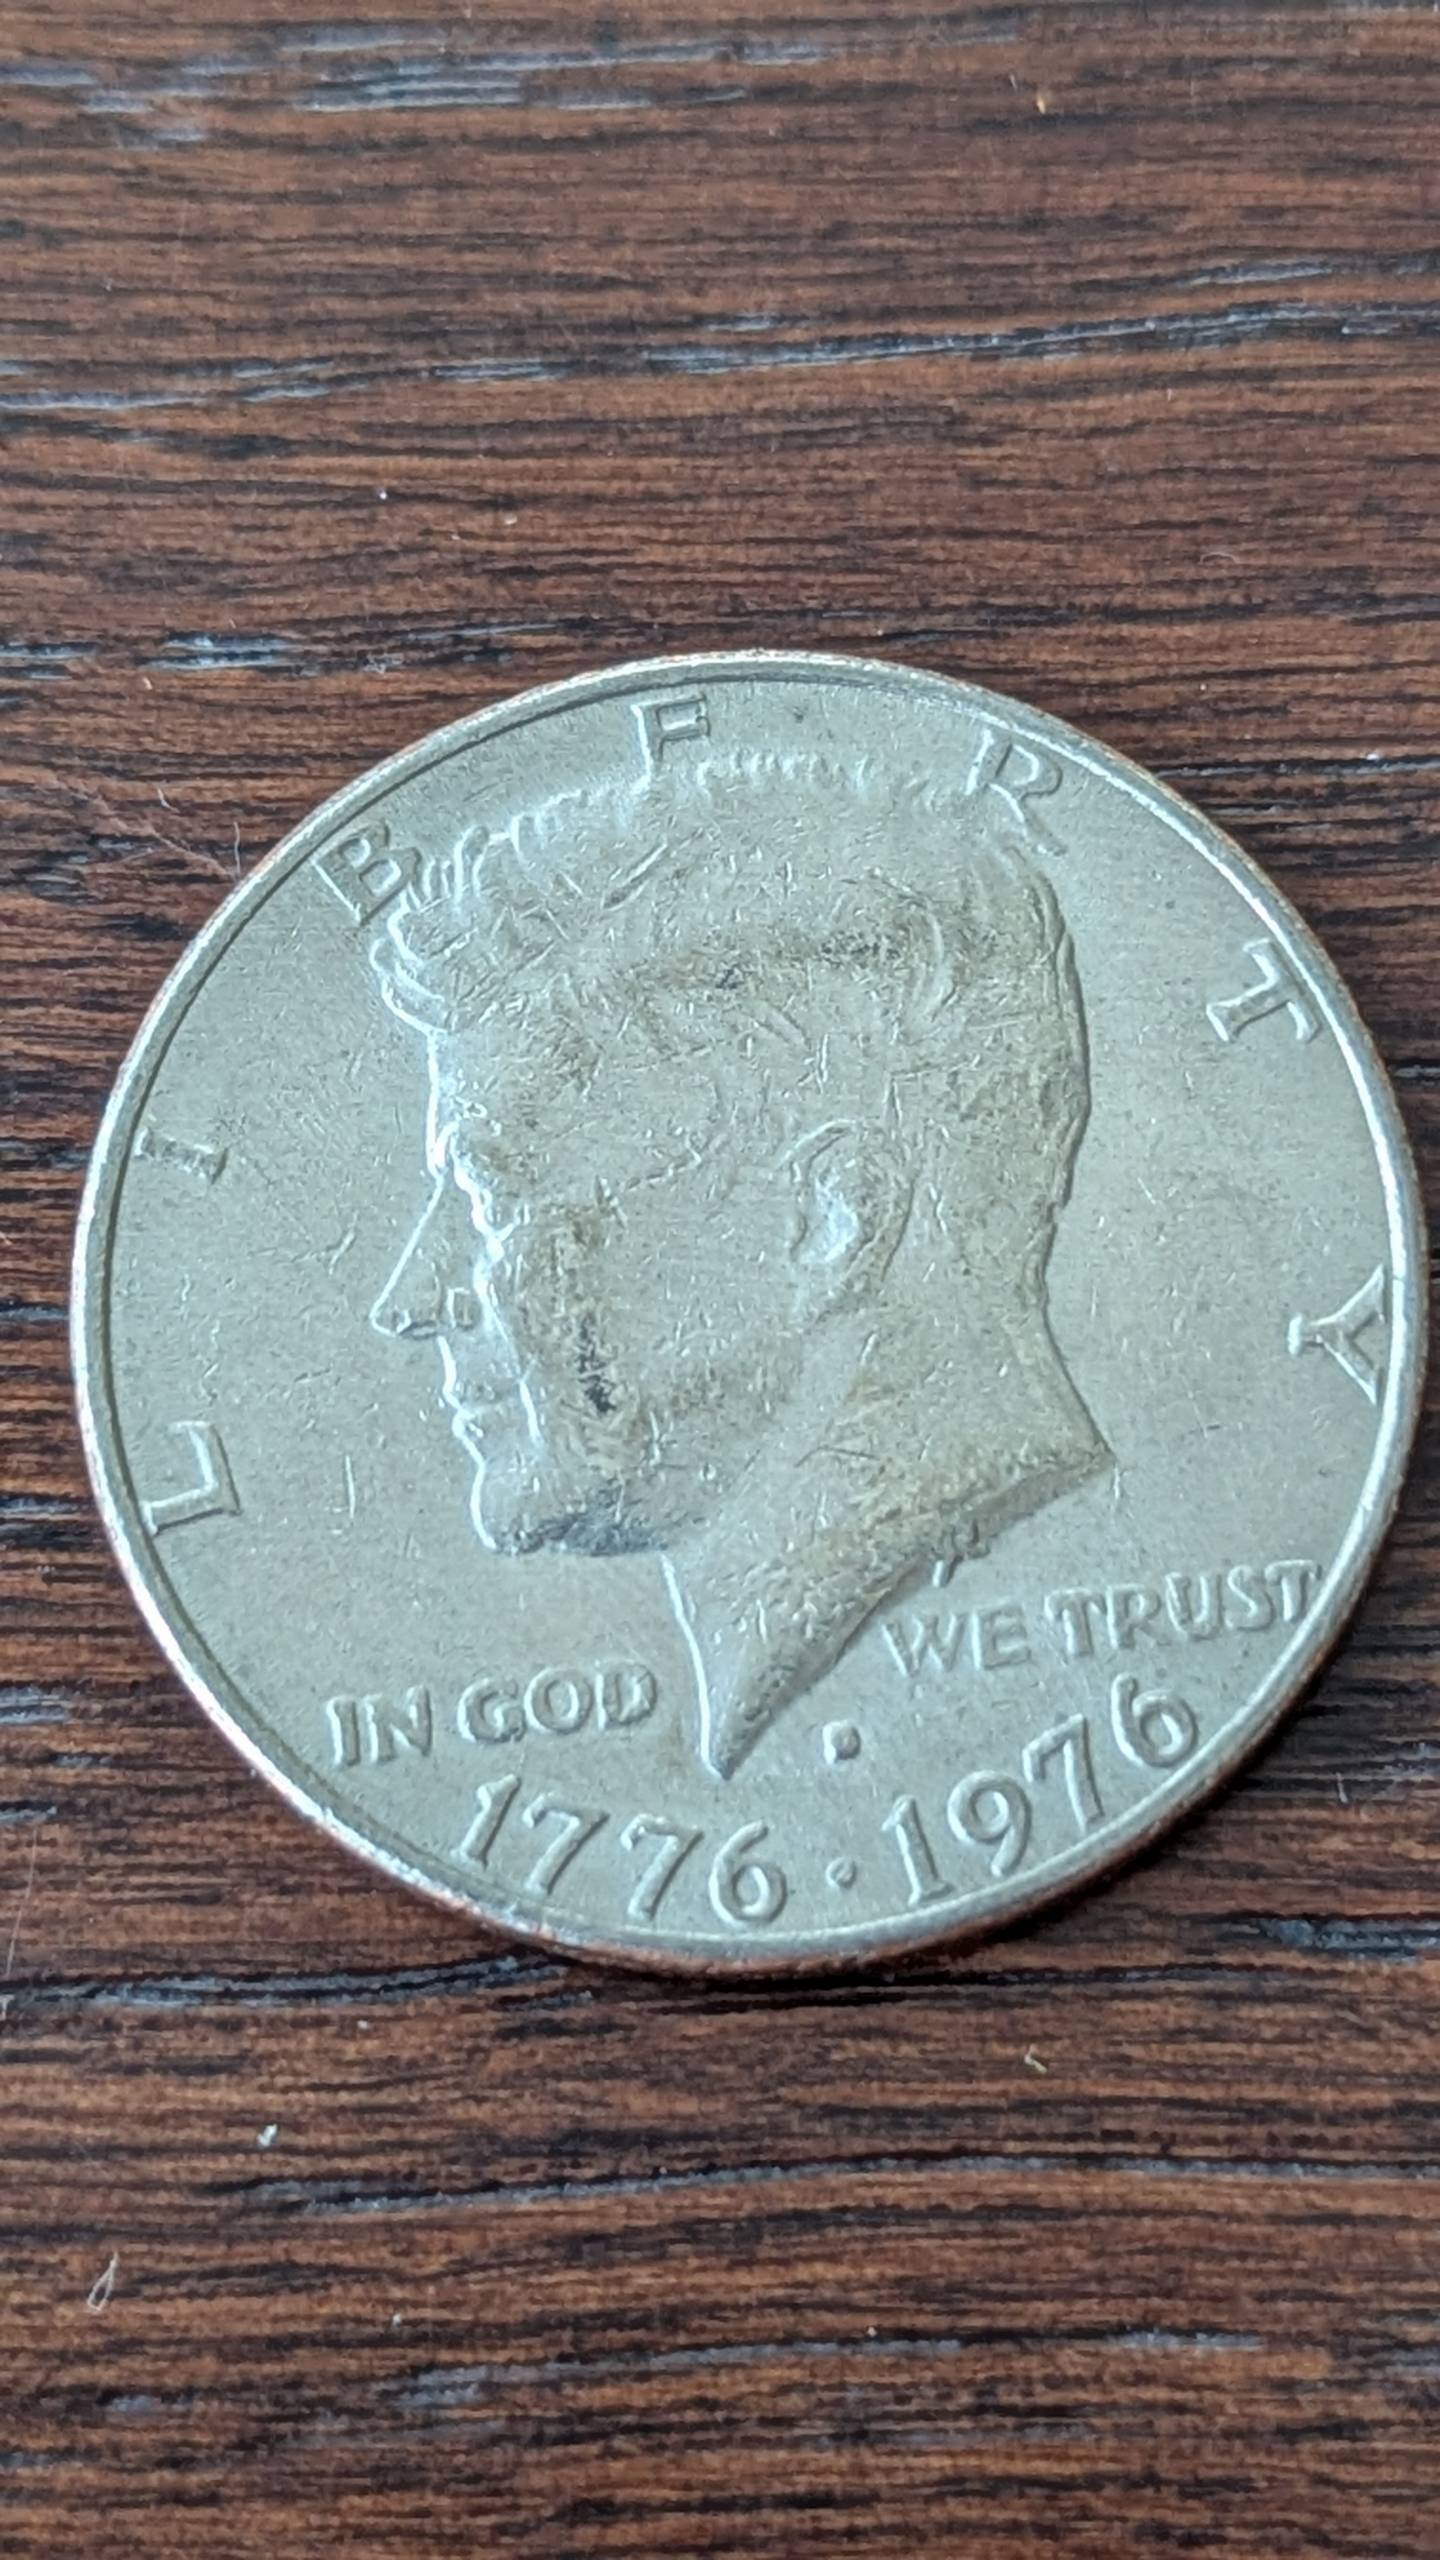 LIBERTY
IN GOD WE TRUST
1776 · 1976